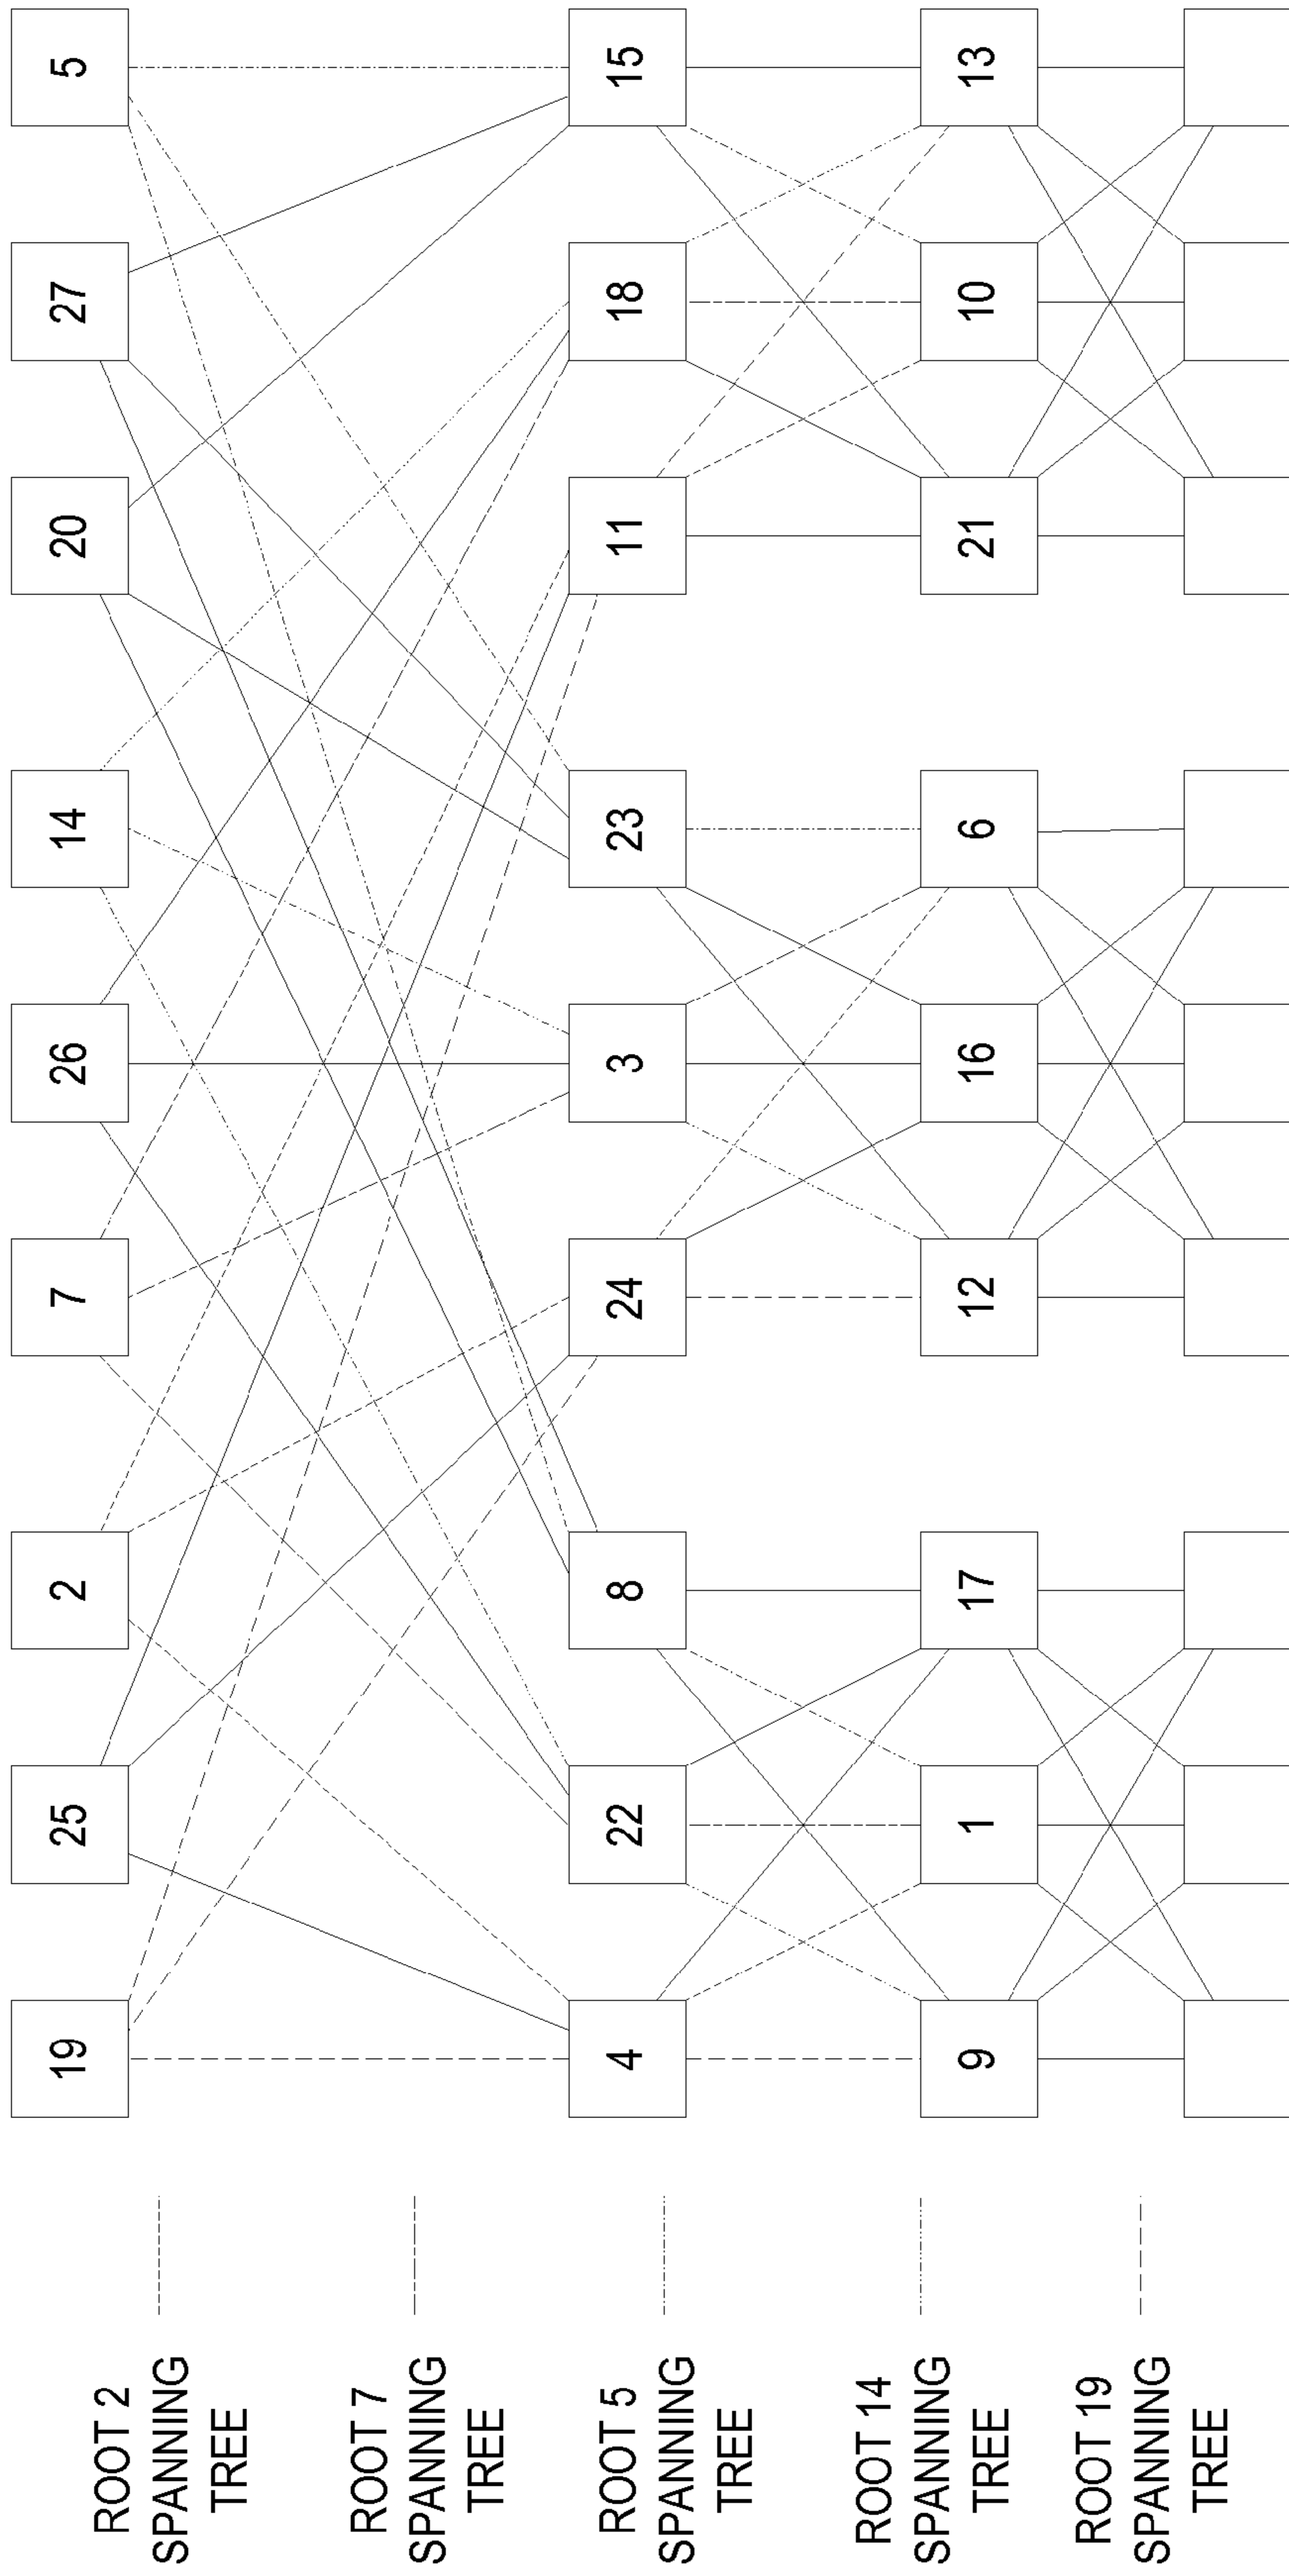 19
25
2
7
26
14
20
27
5
4
22
8
24
3
23
11
18
15
9
1
17
12
16
6
21
10
13
ROOT 2
SPANNING
TREE
ROOT 7
SPANNING
TREE
ROOT 5
SPANNING
TREE
ROOT 14
SPANNING
TREE
ROOT 19
SPANNING
TREE